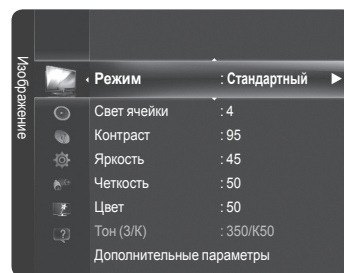 Изображение
Режим : Стандартный
Свет ячейки : 4
Контраст : 95
Яркость : 45
Четкость : 50
Цвет : 50
Тон (З/К) : 350/К50
Дополнительные параметры